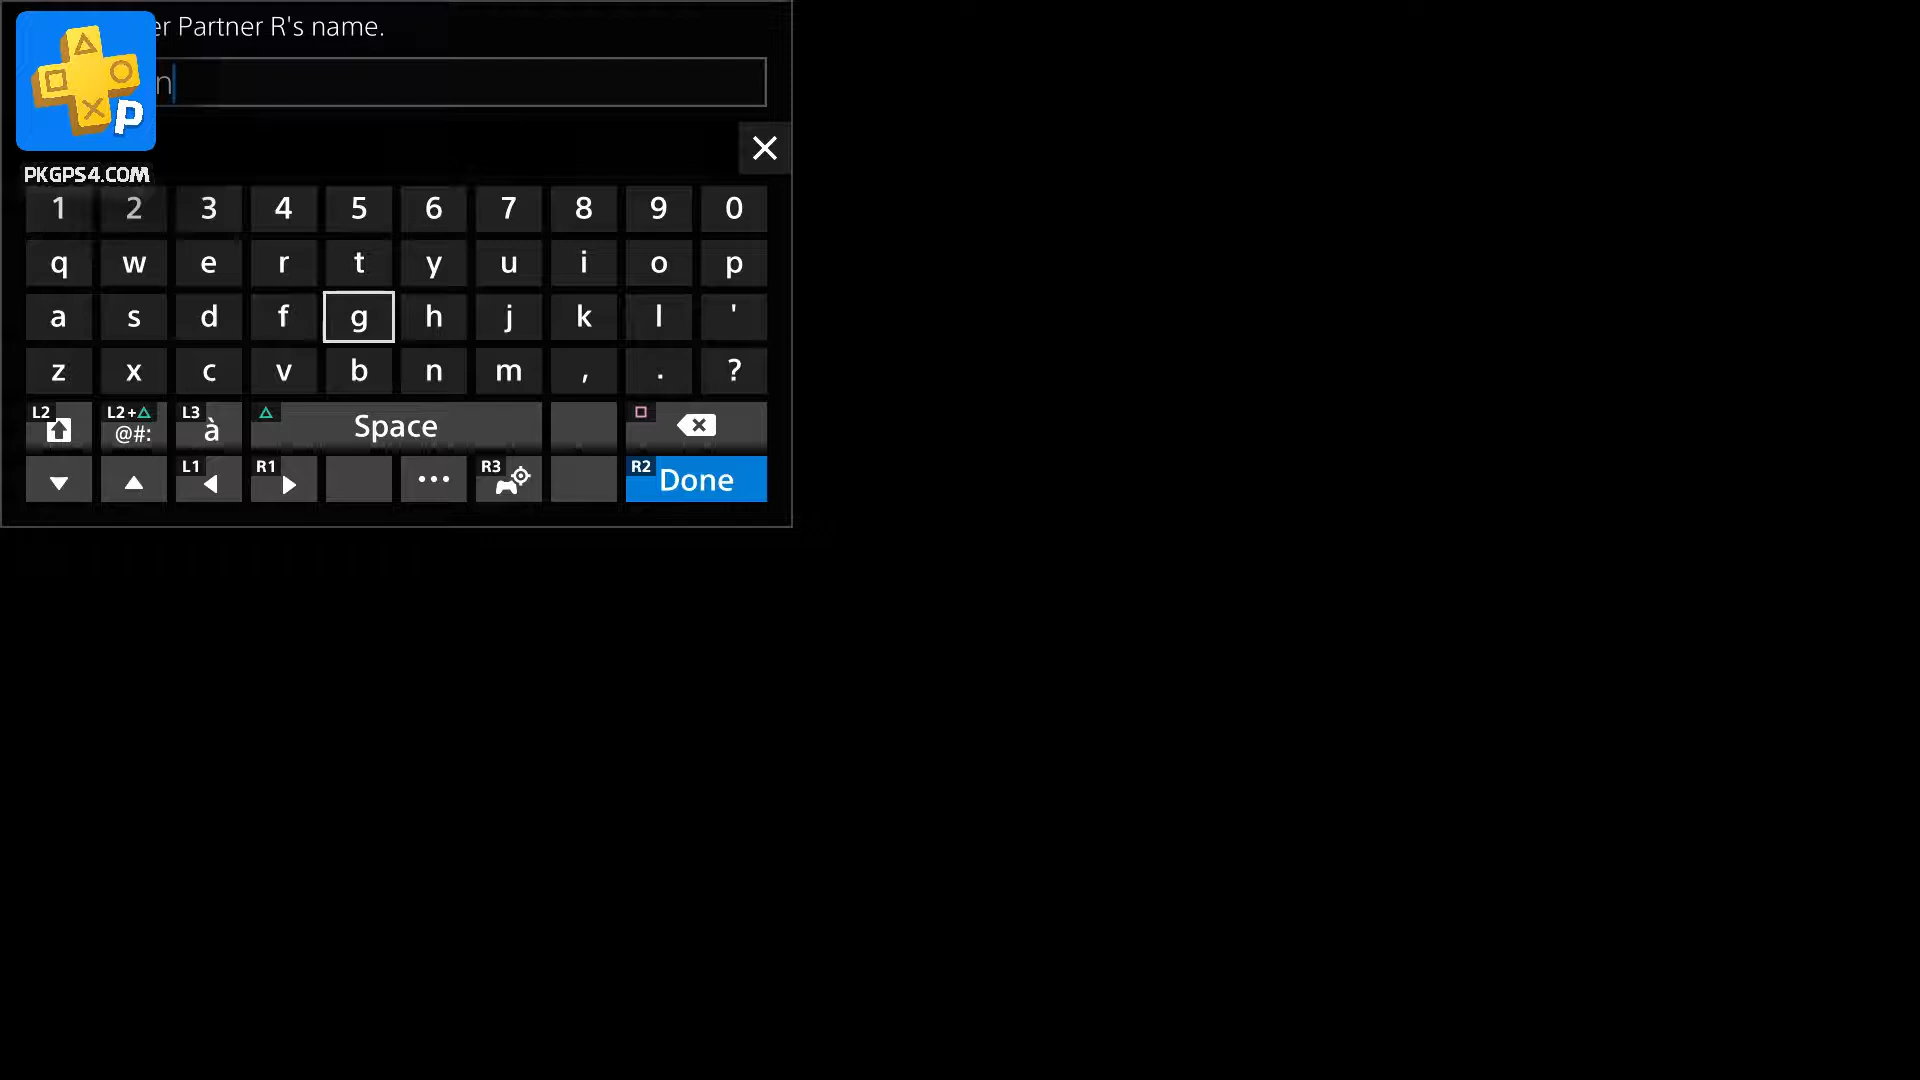 Partner R's name.
P
PKGPS4.COM
1 2 3 4 5 6 7 8 9 0
q w e r t y u i o p
a s d f g h j k l '
z x c v b n m , . ?
L2 L2+△ @#: L3 à △ Space □
L1 R1 ... R3 R2 Done